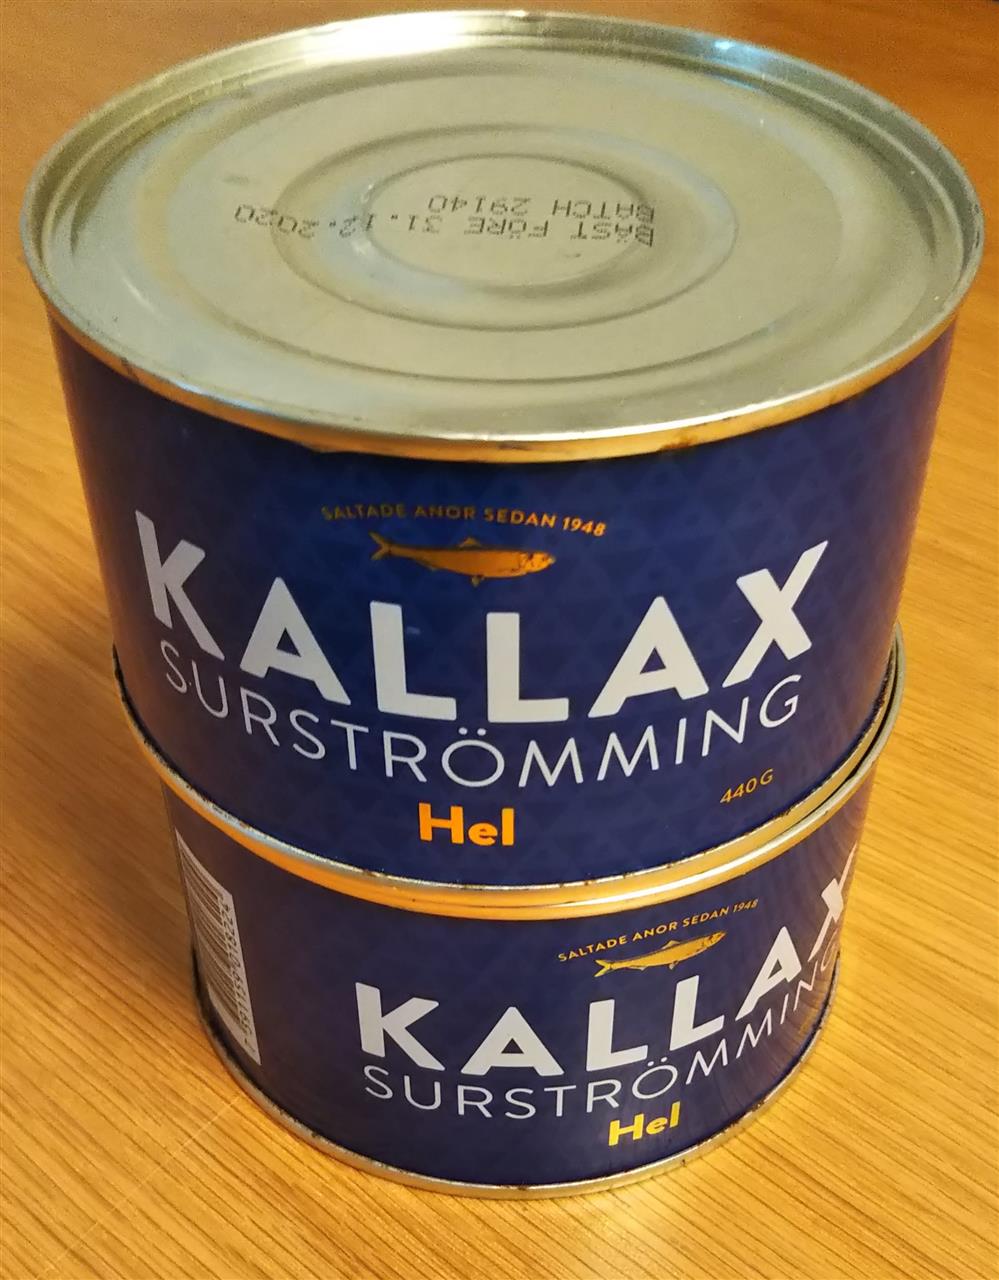 BÄST FÖRE 31.12.2020
BATCH 29140
SALTADE ANOR SEDAN 1948
KALLAX
SURSTRÖMMING
Hel
440 G
SALTADE ANOR SEDAN 1948
KALLAX
SURSTRÖMMING
Hel